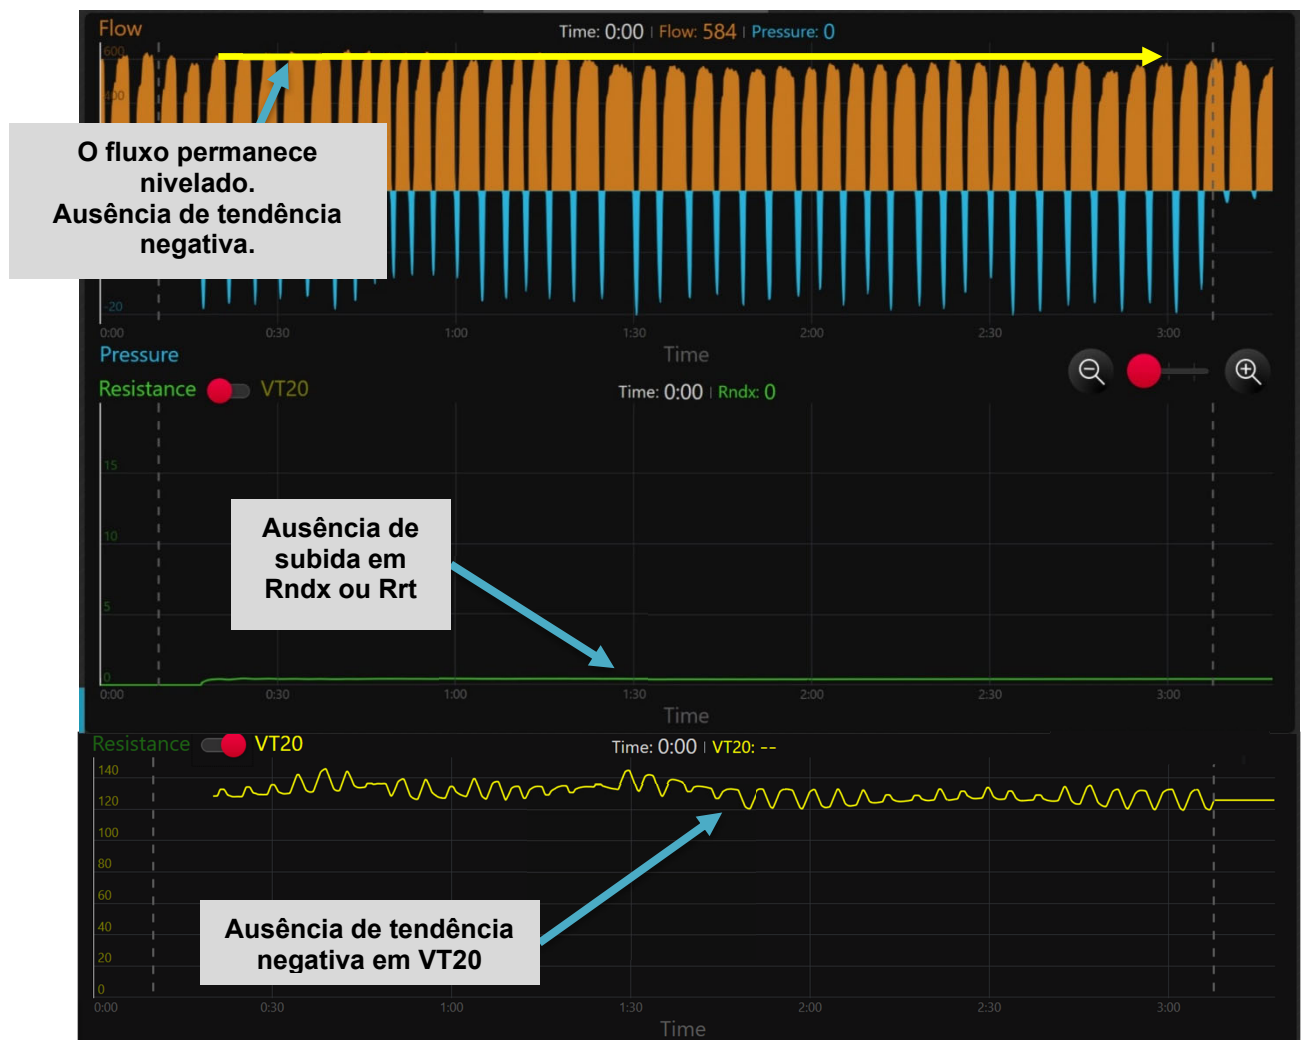 Flow
Time: 0:00 | Flow: 584 | Pressure: 0
600
400
O fluxo permanece
nivelado.
Ausência de tendência
negativa.
-20
0:00 0:30 1:00 1:30 2:00 2:30 3:00
Pressure
Time
Resistance VT20
Time: 0:00 | Rndx: 0
15
10
5
0
Ausência de
subida em
Rndx ou Rrt
0:00 0:30 1:00 1:30 2:00 2:30 3:00
Time
Resistance VT20
Time: 0:00 | VT20: --
140
120
100
80
60
40
20
0
Ausência de tendência
negativa em VT20
0:00 0:30 1:00 1:30 2:00 2:30 3:00
Time